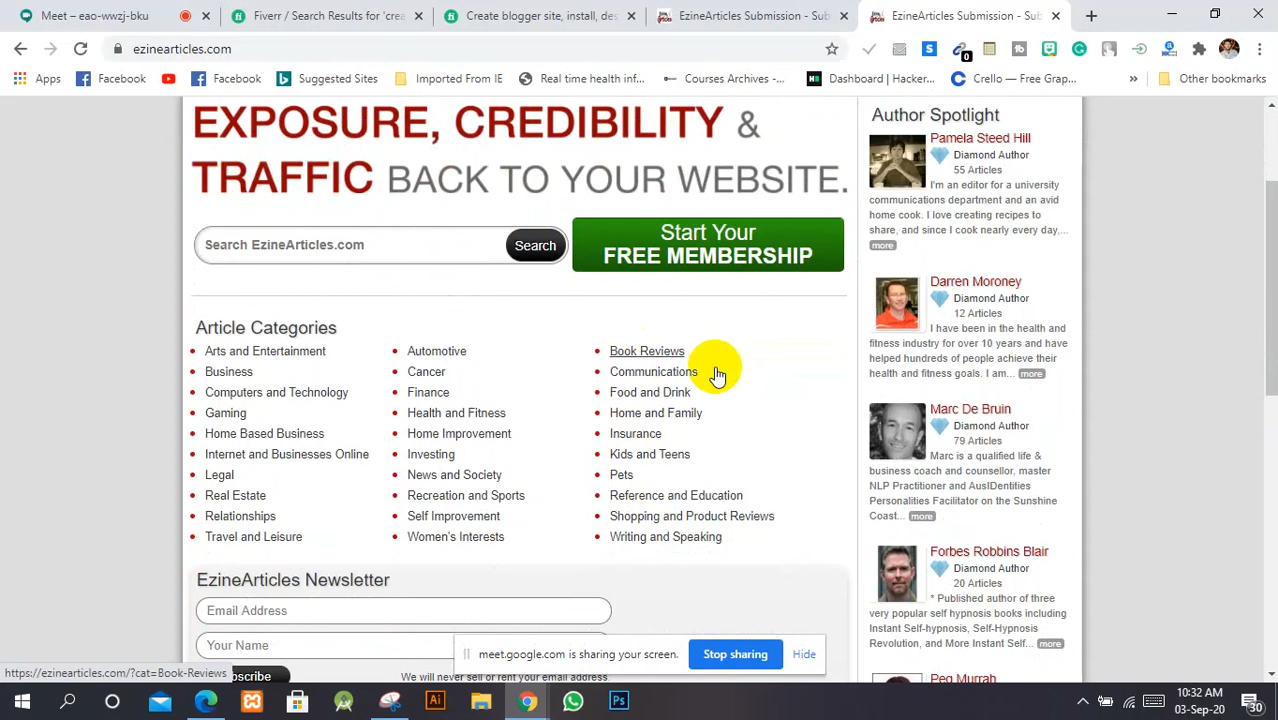 Meet – eao-wwzj-bku
Fiverr / Search Results for 'cre
Create blogger site, install, des
EzineArticles Submission - Sub
EzineArticles Submission - Sub
ezinearticles.com
0
Apps
Facebook
Facebook
Suggested Sites
Imported From IE
Real time health inf...
Courses Archives -...
Dashboard | Hacker...
Crello — Free Grap...
Other bookmarks
EXPOSURE, CREDIBILITY &
TRAFFIC BACK TO YOUR WEBSITE.
Search EzineArticles.com
Search
Start Your
FREE MEMBERSHIP
Article Categories
Arts and Entertainment
Automotive
Book Reviews
Business
Cancer
Communications
Computers and Technology
Finance
Food and Drink
Gaming
Health and Fitness
Home and Family
Home Based Business
Home Improvement
Insurance
Internet and Businesses Online
Investing
Kids and Teens
Legal
News and Society
Pets
Real Estate
Recreation and Sports
Reference and Education
Relationships
Self Improvement
Shopping and Product Reviews
Travel and Leisure
Women's Interests
Writing and Speaking
EzineArticles Newsletter
Email Address
Your Name
bscribe
We will never sell or rent your email address.
Author Spotlight
Pamela Steed Hill
Diamond Author
55 Articles
I'm an editor for a university
communications department and an avid
home cook. I love creating recipes to
share, and since I cook nearly every day,...
more
Darren Moroney
Diamond Author
12 Articles
I have been in the health and
fitness industry for over 10 years and have
helped hundreds of people achieve their
health and fitness goals. I am... more
Marc De Bruin
Diamond Author
79 Articles
Marc is a qualified life &
business coach and counsellor, master
NLP Practitioner and AusIDentities
Personalities Facilitator on the Sunshine
Coast... more
Forbes Robbins Blair
Diamond Author
20 Articles
* Published author of three
very popular self hypnosis books including
Instant Self-hypnosis, Self-Hypnosis
Revolution, and More Instant Self... more
Peg Murrah
meet.google.com is sharing your screen.
Stop sharing
Hide
https://ezinearticles.com/?cat=Book-Reviews
Ai
Ps
10:32 AM
03-Sep-20
30